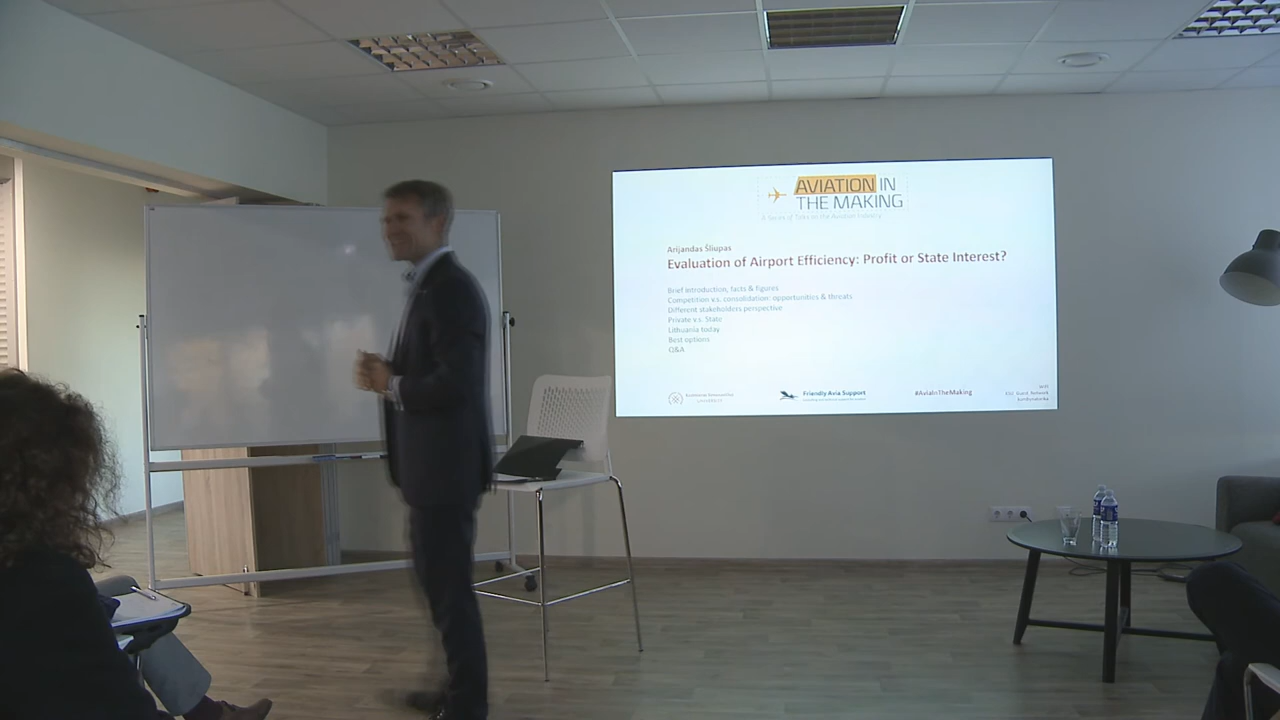 AVIATION IN
THE MAKING
A Series of Talks on the Aviation Industry
Arijandas Šliupas
Evaluation of Airport Efficiency: Profit or State Interest?
Brief introduction, facts & figures
Competition v.s. consolidation: opportunities & threats
Different stakeholders perspective
Private v.s. State
Lithuania today
Best options
Q&A
Friendly Avia Support
#AviaInTheMaking